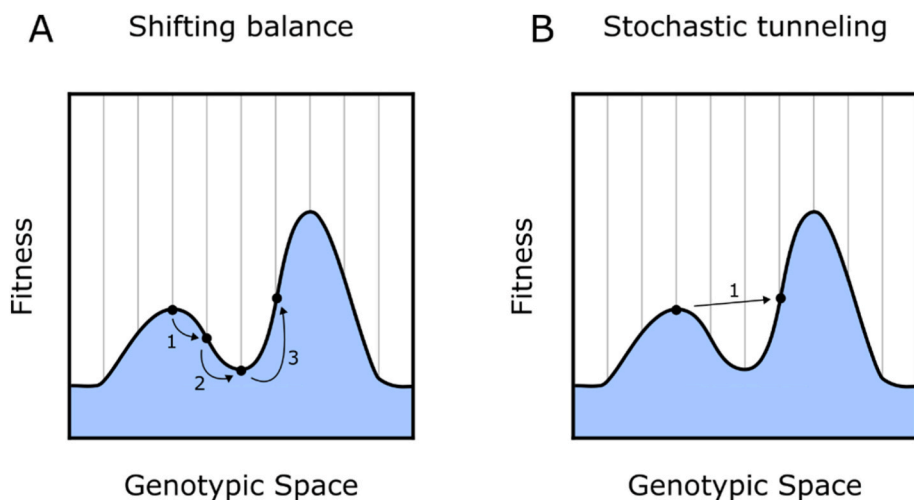 A
Shifting balance
Fitness
1
2
3
Genotypic Space
B
Stochastic tunneling
Fitness
1
Genotypic Space